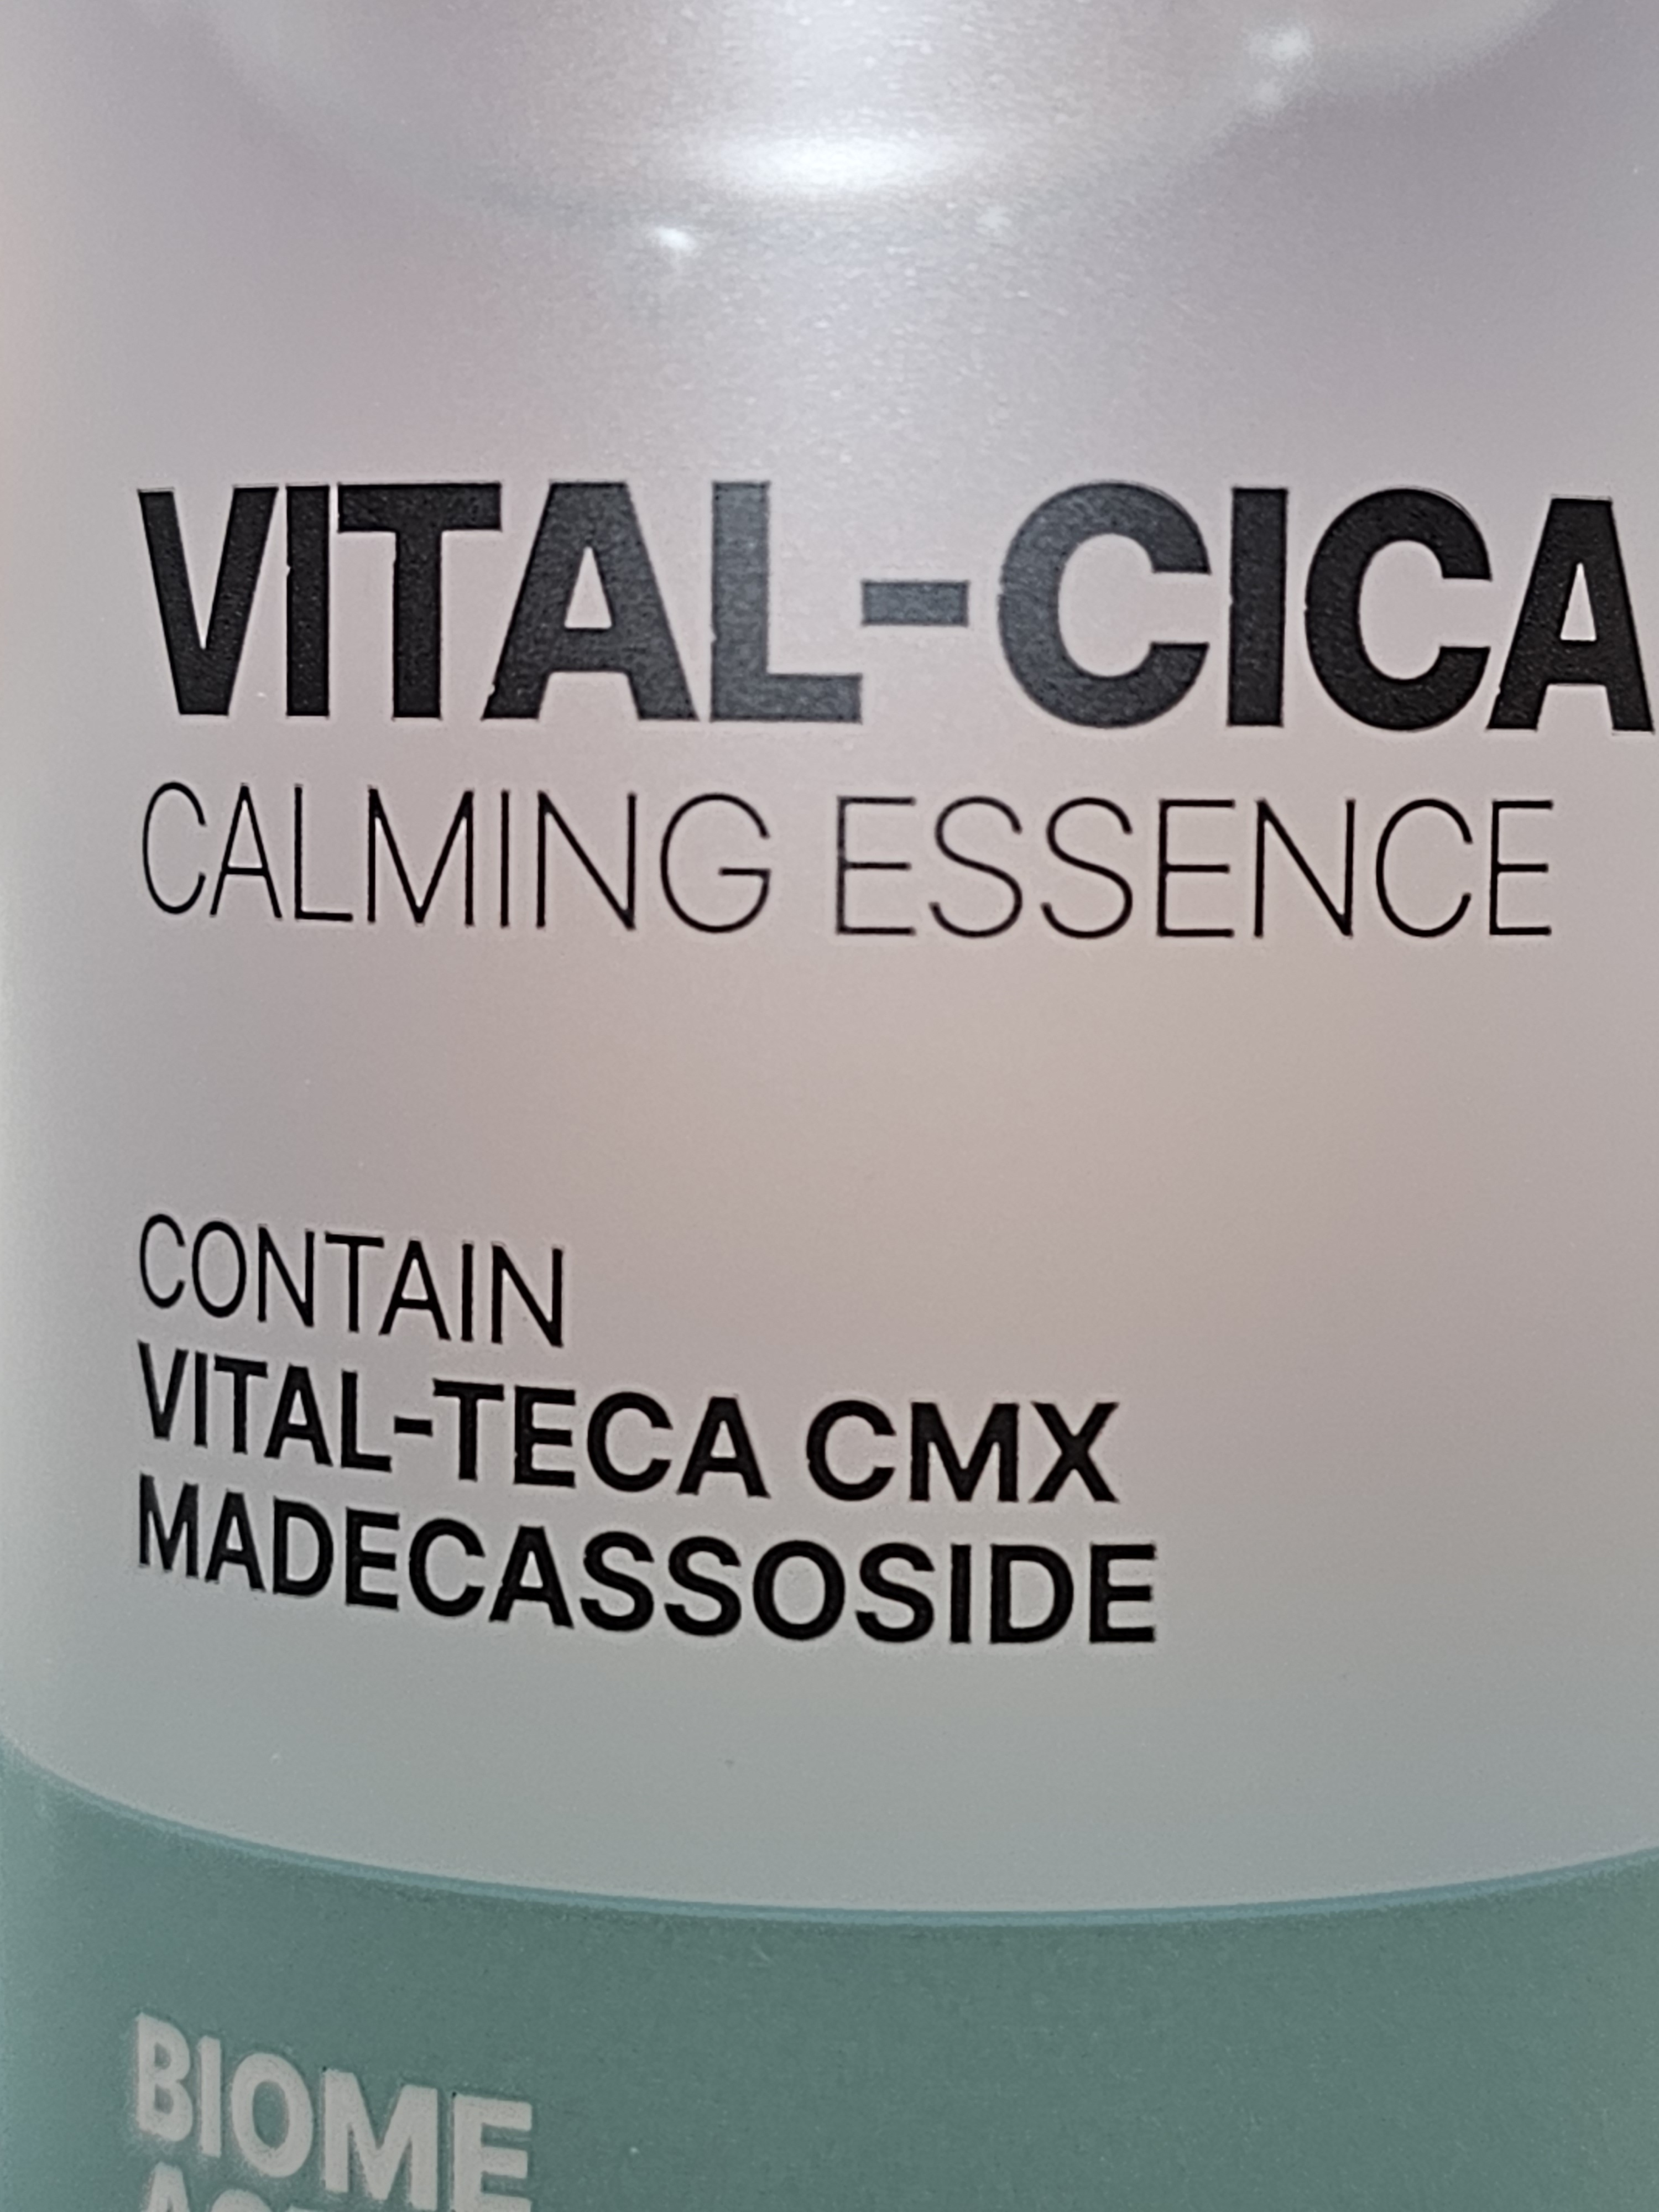 VITAL-CICA
CALMING ESSENCE
CONTAIN
VITAL-TECA CMX
MADECASSOSIDE
BIOME